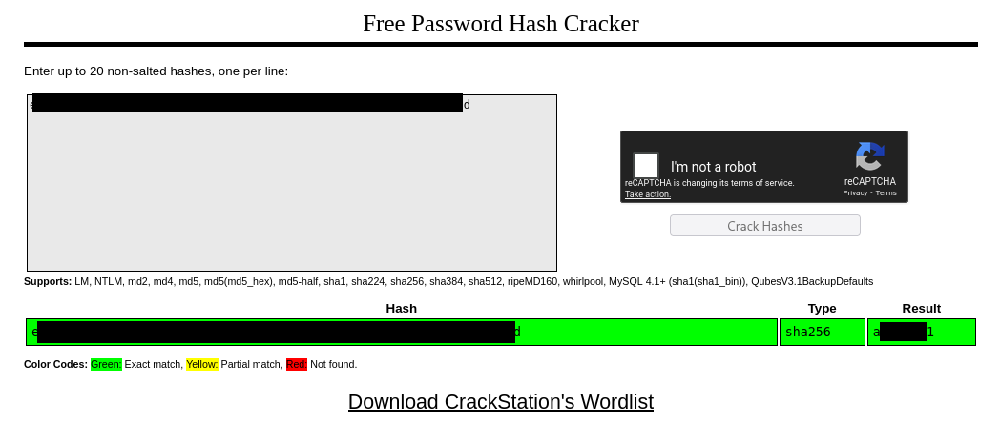 Free Password Hash Cracker
Enter up to 20 non-salted hashes, one per line:
d
I'm not a robot
reCAPTCHA is changing its terms of service.
Take action.
reCAPTCHA
Privacy - Terms
Crack Hashes
Supports: LM, NTLM, md2, md4, md5, md5(md5_hex), md5-half, sha1, sha224, sha256, sha384, sha512, ripeMD160, whirlpool, MySQL 4.1+ (sha1(sha1_bin)), QubesV3.1BackupDefaults
Hash Type Result
e d sha256 a 1
Color Codes: Green: Exact match, Yellow: Partial match, Red: Not found.
Download CrackStation's Wordlist